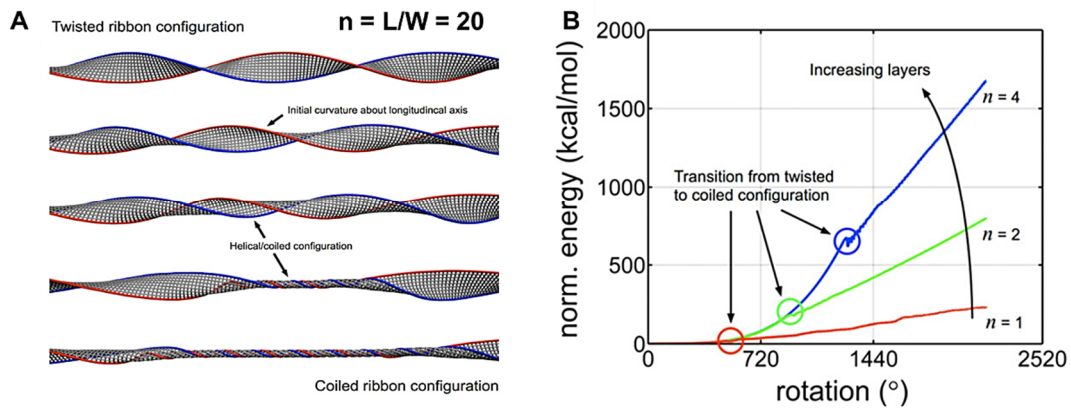 A
Twisted ribbon configuration
n = L/W = 20
Initial curvature about longitudincal axis
Helical/coiled configuration
Coiled ribbon configuration
B
norm. energy (kcal/mol)
2000
1500
1000
500
0
Increasing layers
n = 4
Transition from twisted
to coiled configuration
n = 2
n = 1
0
720
1440
2520
rotation (°)